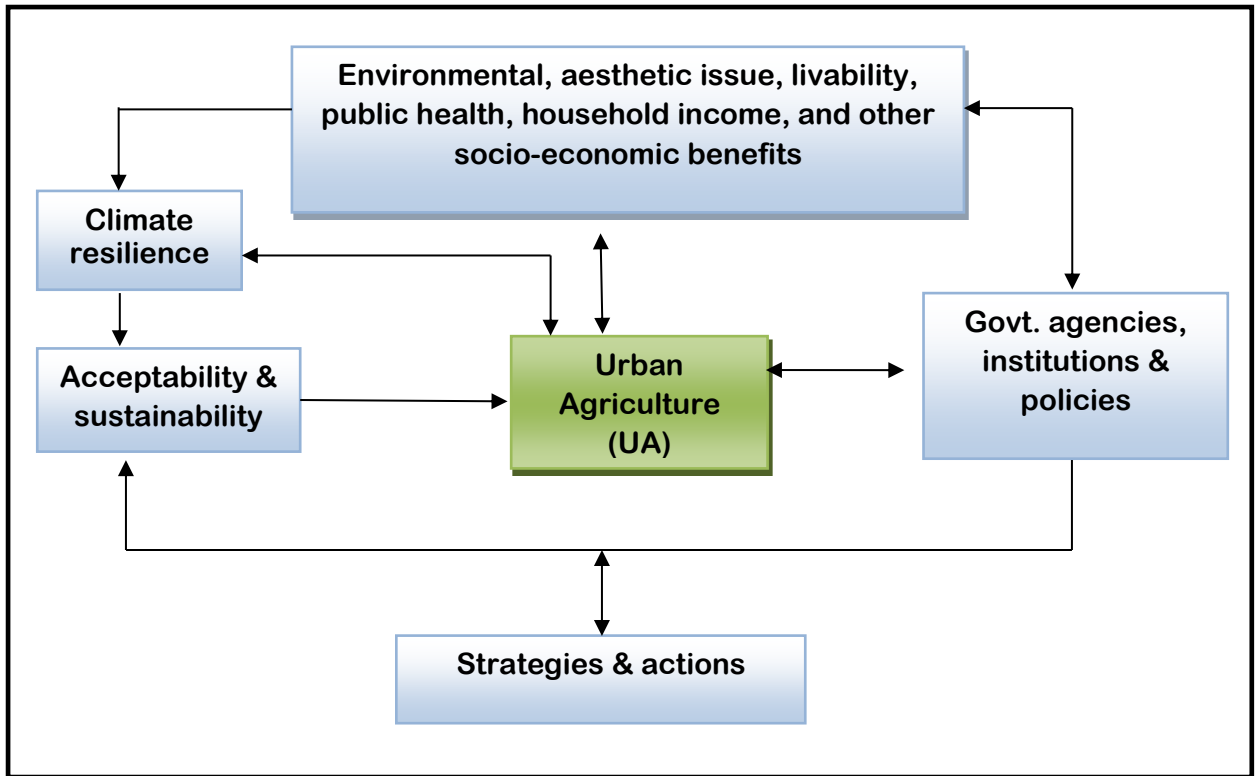 Environmental, aesthetic issue, livability,
public health, household income, and other
socio-economic benefits
Climate
resilience
Acceptability &
sustainability
Urban
Agriculture
(UA)
Govt. agencies,
institutions &
policies
Strategies & actions